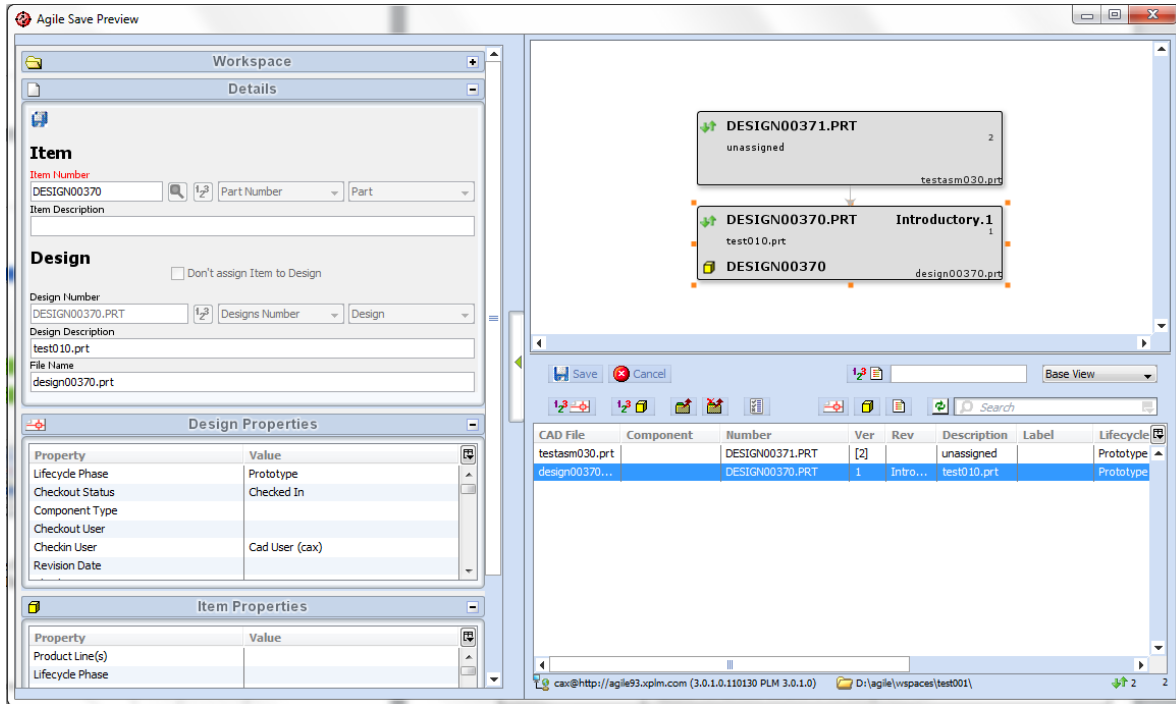 Agile Save Preview
Workspace
Details
Item
Item Number
DESIGN00370
Part Number
Part
Item Description
Design
Don't assign Item to Design
Design Number
DESIGN00370.PRT
Designs Number
Design
Design Description
test010.prt
File Name
design00370.prt
Design Properties
Property Value
Lifecycle Phase Prototype
Checkout Status Checked In
Component Type
Checkout User
Checkin User Cad User (cax)
Revision Date
Item Properties
Property Value
Product Line(s)
Lifecycle Phase
DESIGN00371.PRT
2
unassigned
testasm030.prt
DESIGN00370.PRT Introductory.1
1
test010.prt
DESIGN00370
design00370.prt
Save Cancel
Base View
Search
CAD File Component Number Ver Rev Description Label Lifecycle
testasm030.prt DESIGN00371.PRT [2] unassigned Prototype
design00370... DESIGN00370.PRT 1 Intro... test010.prt Prototype
cax@http://agile93.xplm.com (3.0.1.0.110130 PLM 3.0.1.0) D:\agile\wspaces\test001\ 2 2